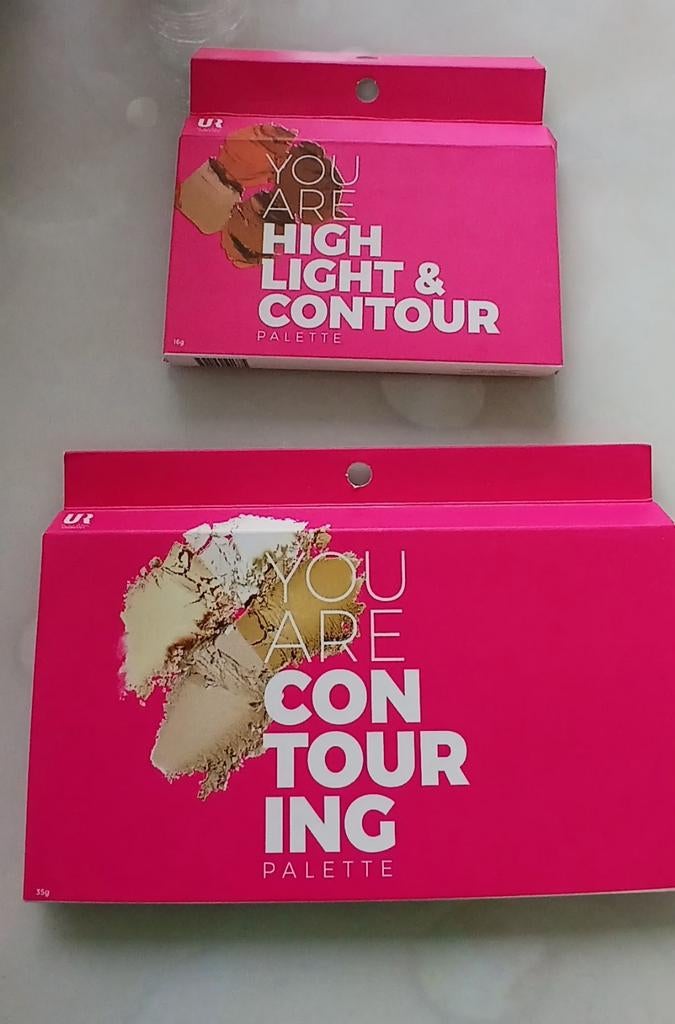 UR
YOU
ARE
HIGH
LIGHT &
CONTOUR
PALETTE
16g
UR
YOU
ARE
CON
TOUR
ING
PALETTE
35g